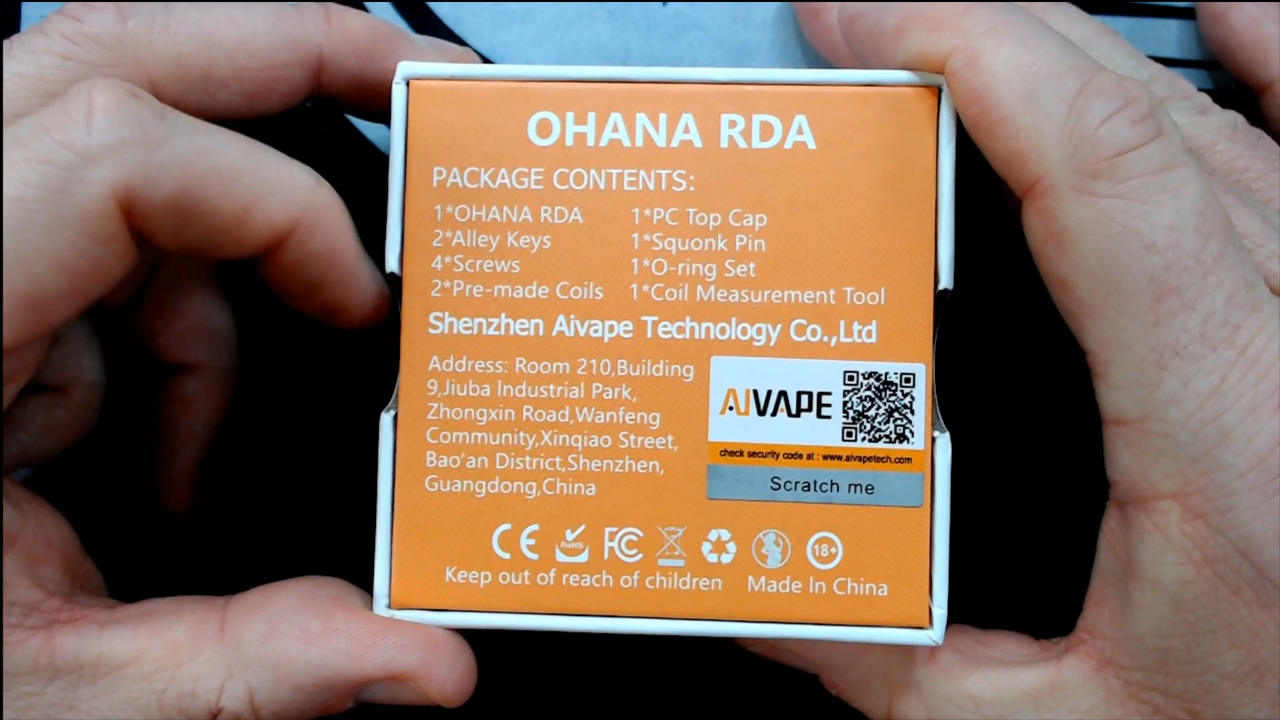 OHANA RDA
PACKAGE CONTENTS:
1*OHANA RDA 1*PC Top Cap
2*Alley Keys 1*Squonk Pin
4*Screws 1*O-ring Set
2*Pre-made Coils 1*Coil Measurement Tool
Shenzhen Aivape Technology Co.,Ltd
Address: Room 210,Building
9,Jiuba Industrial Park,
Zhongxin Road,Wanfeng
Community,Xinqiao Street,
Bao'an District,Shenzhen,
Guangdong,China
AIVAPE
check security code at : www.aivapetech.com
Scratch me
CE RoHS FC 18+
Keep out of reach of children Made In China